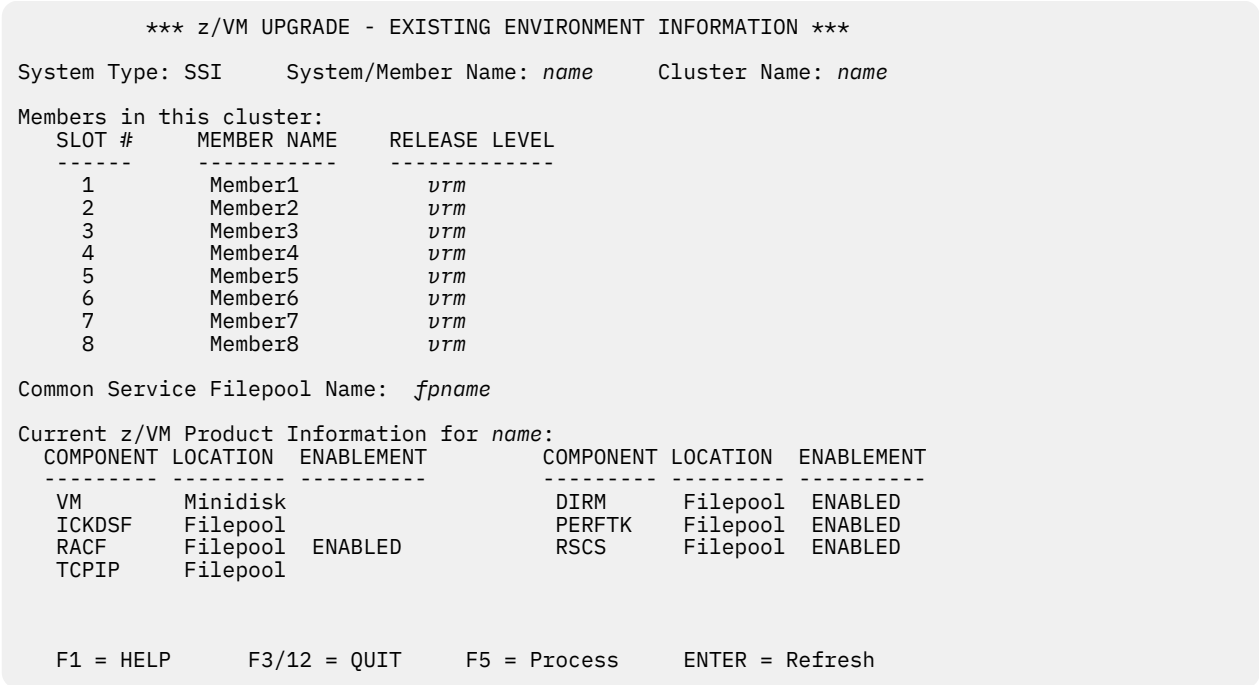 *** z/VM UPGRADE - EXISTING ENVIRONMENT INFORMATION ***
System Type: SSI     System/Member Name: name     Cluster Name: name
Members in this cluster:
   SLOT #     MEMBER NAME    RELEASE LEVEL
   ------     -----------    -------------
     1         Member1          vrm
     2         Member2          vrm
     3         Member3          vrm
     4         Member4          vrm
     5         Member5          vrm
     6         Member6          vrm
     7         Member7          vrm
     8         Member8          vrm
Common Service Filepool Name:  fpname
Current z/VM Product Information for name:
  COMPONENT LOCATION  ENABLEMENT         COMPONENT LOCATION  ENABLEMENT
  --------- --------- ----------         --------- --------- ----------
   VM        Minidisk                     DIRM      Filepool  ENABLED
   ICKDSF    Filepool                     PERFTK    Filepool  ENABLED
   RACF      Filepool  ENABLED            RSCS      Filepool  ENABLED
   TCPIP     Filepool
   F1 = HELP      F3/12 = QUIT     F5 = Process     ENTER = Refresh